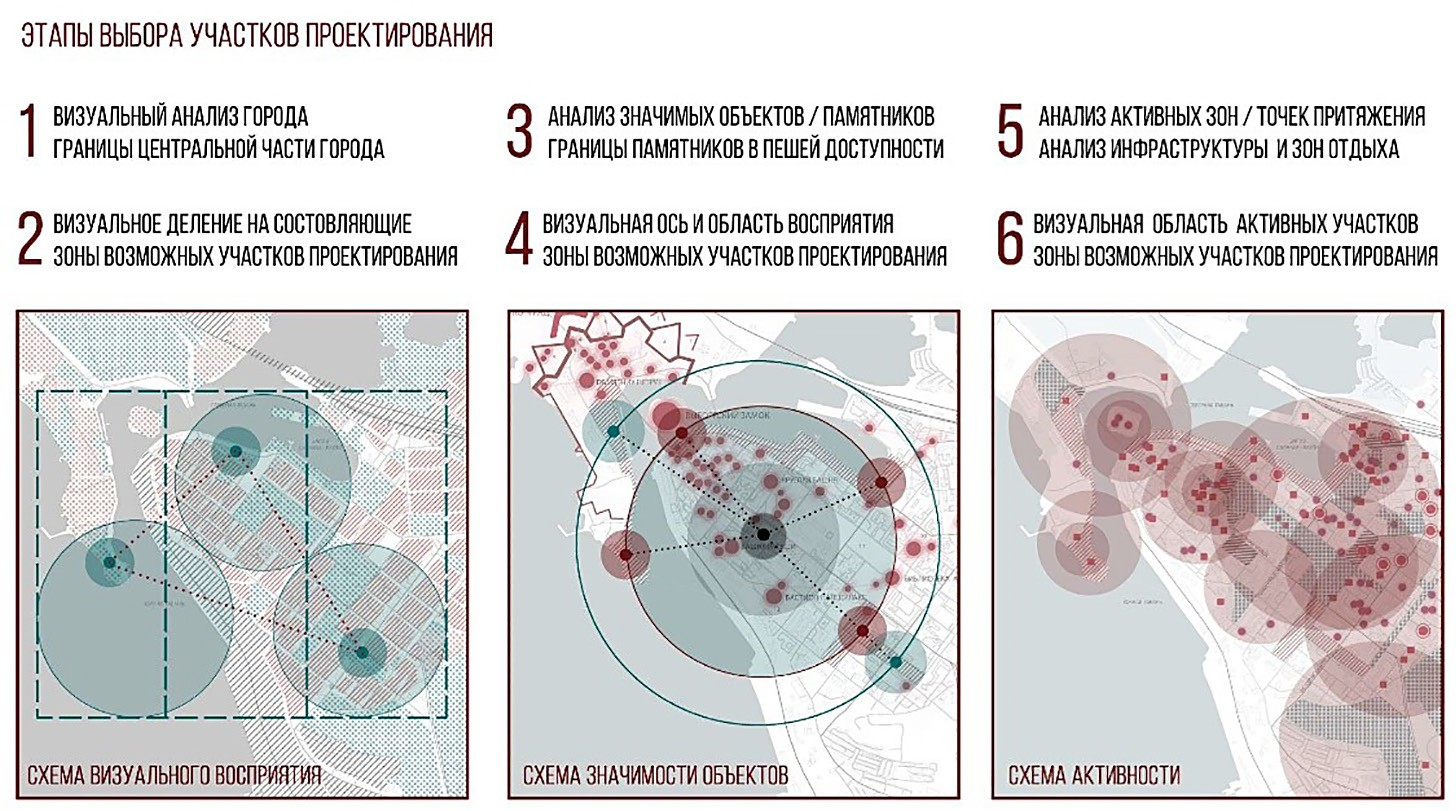 ЭТАПЫ ВЫБОРА УЧАСТКОВ ПРОЕКТИРОВАНИЯ
1 ВИЗУАЛЬНЫЙ АНАЛИЗ ГОРОДА
ГРАНИЦЫ ЦЕНТРАЛЬНОЙ ЧАСТИ ГОРОДА
2 ВИЗУАЛЬНОЕ ДЕЛЕНИЕ НА СОСТОВЛЯЮЩИЕ
ЗОНЫ ВОЗМОЖНЫХ УЧАСТКОВ ПРОЕКТИРОВАНИЯ
3 АНАЛИЗ ЗНАЧИМЫХ ОБЪЕКТОВ / ПАМЯТНИКОВ
ГРАНИЦЫ ПАМЯТНИКОВ В ПЕШЕЙ ДОСТУПНОСТИ
4 ВИЗУАЛЬНАЯ ОСЬ И ОБЛАСТЬ ВОСПРИЯТИЯ
ЗОНЫ ВОЗМОЖНЫХ УЧАСТКОВ ПРОЕКТИРОВАНИЯ
5 АНАЛИЗ АКТИВНЫХ ЗОН / ТОЧЕК ПРИТЯЖЕНИЯ
АНАЛИЗ ИНФРАСТРУКТУРЫ И ЗОН ОТДЫХА
6 ВИЗУАЛЬНАЯ ОБЛАСТЬ АКТИВНЫХ УЧАСТКОВ
ЗОНЫ ВОЗМОЖНЫХ УЧАСТКОВ ПРОЕКТИРОВАНИЯ
СХЕМА ВИЗУАЛЬНОГО ВОСПРИЯТИЯ
ЗАМОК
СХЕМА ЗНАЧИМОСТИ ОБЪЕКТОВ
СХЕМА АКТИВНОСТИ